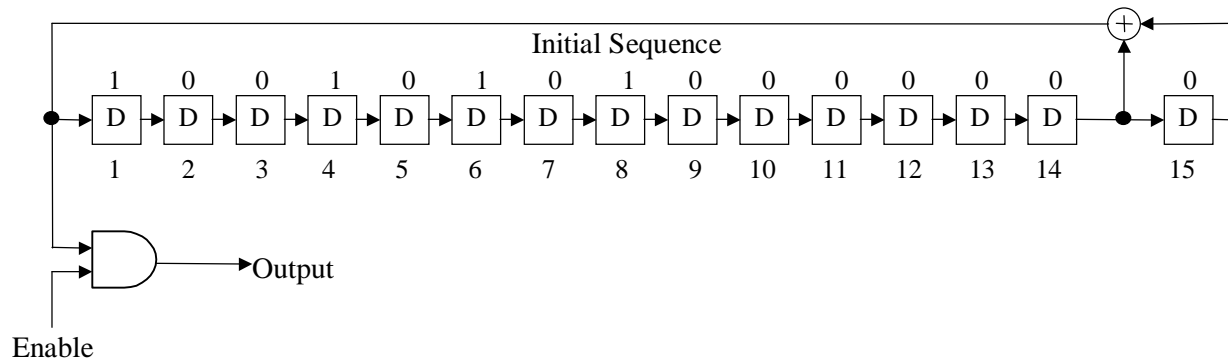 Initial Sequence
1 0 0 1 0 1 0 1 0 0 0 0 0 0 0
D D D D D D D D D D D D D D D
1 2 3 4 5 6 7 8 9 10 11 12 13 14 15
Output
Enable